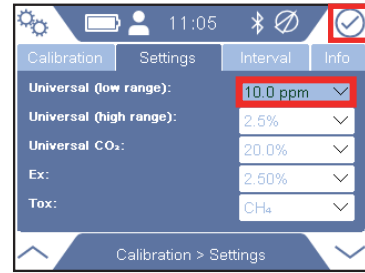 11:05
Calibration Settings Interval Info
Universal (low range): 10.0 ppm
Universal (high range): 2.5%
Universal CO₂: 20.0%
Ex: 2.50%
Tox: CH₄
Calibration > Settings